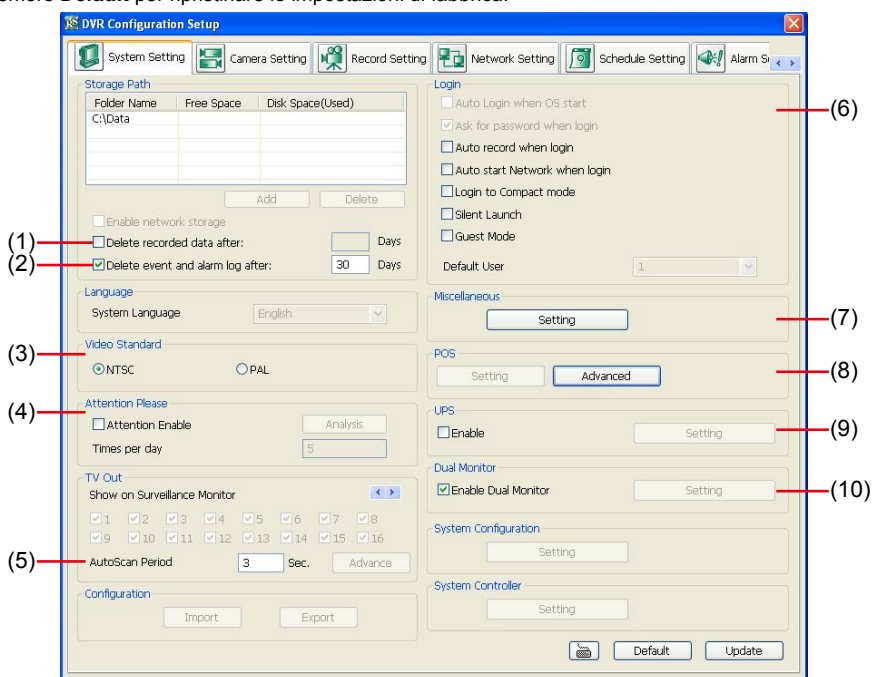 Default per ripristinare le impostazioni di fabbrica.
DVR Configuration Setup
System Setting
Camera Setting
Record Setting
Network Setting
Schedule Setting
Alarm
Storage Path
Folder Name Free Space Disk Space(Used)
C:\Data
Add Delete
Enable network storage
(1) Delete recorded data after: Days
(2) Delete event and alarm log after: 30 Days
Language
System Language English
Video Standard
(3)
NTSC PAL
Attention Please
(4) Attention Enable Analysis
Times per day 5
TV Out
Show on Surveillance Monitor
1 2 3 4 5 6 7 8
9 10 11 12 13 14 15 16
(5) AutoScan Period 3 Sec. Advance
Configuration
Import Export
Login
Auto Login when OS start
(6)
Ask for password when login
Auto record when login
Auto start Network when login
Login to Compact mode
Silent Launch
Guest Mode
Default User 1
Miscellaneous
Setting (7)
POS
Setting Advanced (8)
UPS
Enable Setting (9)
Dual Monitor
Enable Dual Monitor Setting (10)
System Configuration
Setting
System Controller
Setting
Default Update